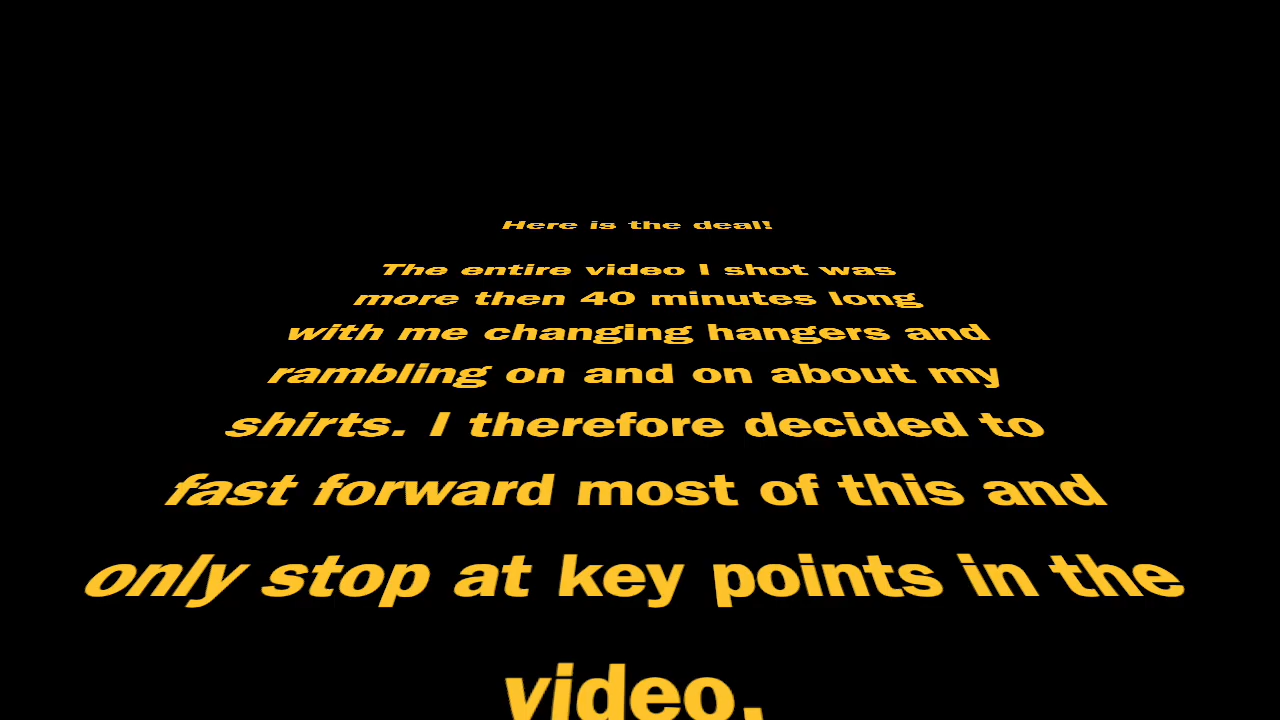 Here is the deal!
The entire video I shot was
more then 40 minutes long
with me changing hangers and
rambling on and on about my
shirts. I therefore decided to
fast forward most of this and
only stop at key points in the
video.